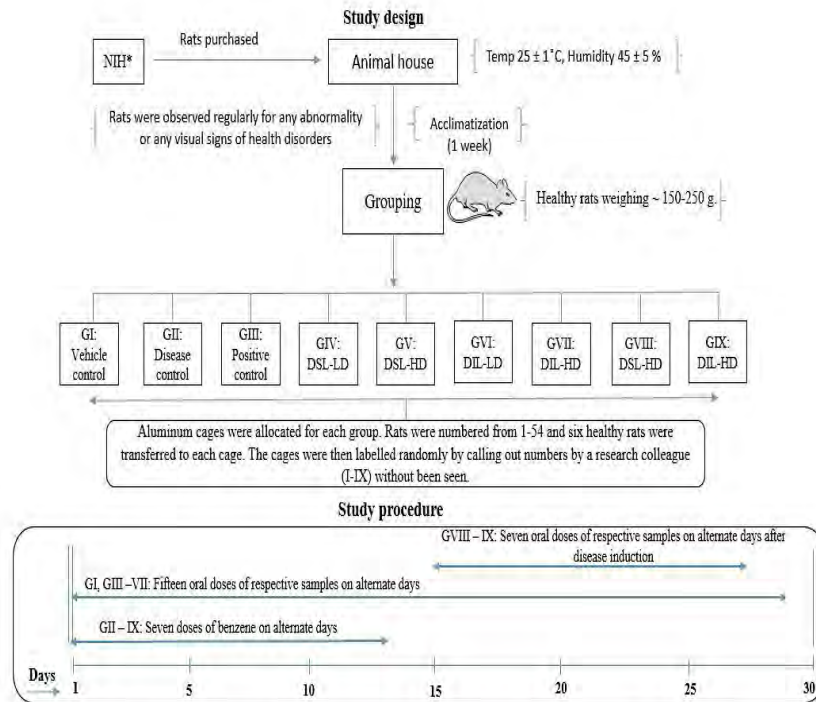 Study design
Rats purchased
NIH*
Animal house
Temp 25 ± 1˚C, Humidity 45 ± 5 %
Rats were observed regularly for any abnormality
or any visual signs of health disorders
Acclimatization
(1 week)
Grouping
Healthy rats weighing ~ 150-250 g.
GI:
Vehicle
control
GII:
Disease
control
GIII:
Positive
control
GIV:
DSL-LD
GV:
DSL-HD
GVI:
DIL-LD
GVII:
DIL-HD
GVIII:
DSL-HD
GIX:
DIL-HD
Aluminum cages were allocated for each group. Rats were numbered from 1-54 and six healthy rats were
transferred to each cage. The cages were then labelled randomly by calling out numbers by a research colleague
(I-IX) without been seen.
Study procedure
GVIII – IX: Seven oral doses of respective samples on alternate days after
disease induction
GI, GIII –VII: Fifteen oral doses of respective samples on alternate days
GII – IX: Seven doses of benzene on alternate days
Days
1 5 10 15 20 25 30